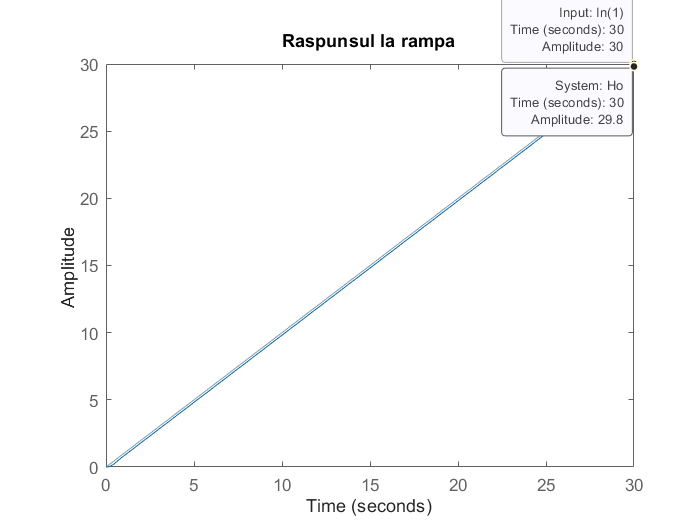 Raspunsul la rampa
Input: In(1)
Time (seconds): 30
Amplitude: 30
System: Ho
Time (seconds): 30
Amplitude: 29.8
30
25
20
15
10
5
0
Amplitude
0 5 10 15 20 25 30
Time (seconds)